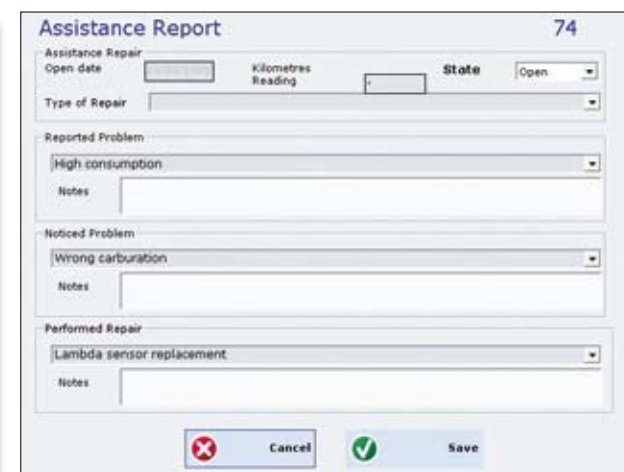 Assistance Report 74
Assistance Repair
Open date Kilometres Reading State Open
Type of Repair
Reported Problem
High consumption
Notes
Noticed Problem
Wrong carburation
Notes
Performed Repair
Lambda sensor replacement
Notes
Cancel Save